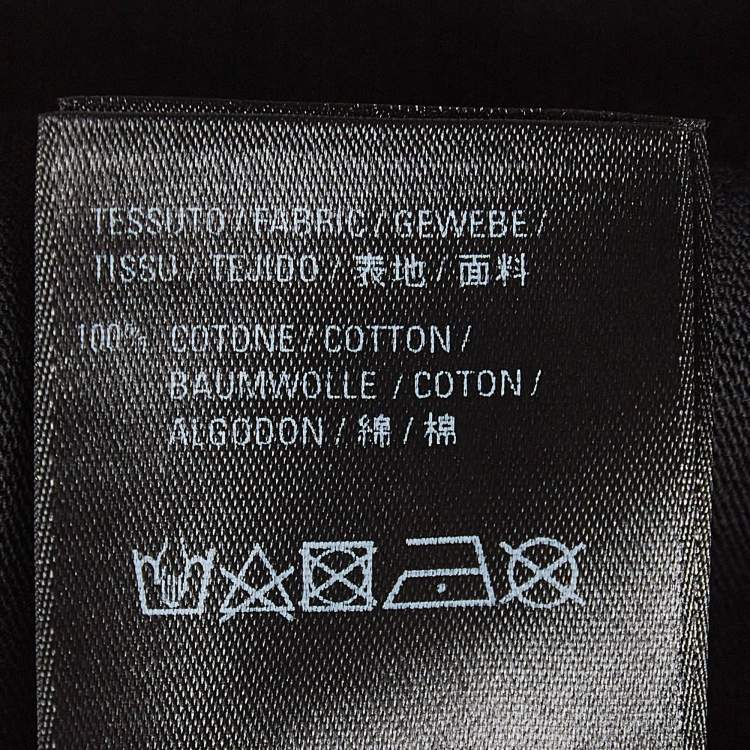 TESSUTO / FABRIC / GEWEBE /
TISSU / TEJIDO / 表地 / 面料
100% COTONE / COTTON /
BAUMWOLLE / COTON /
ALGODON / 綿 / 棉